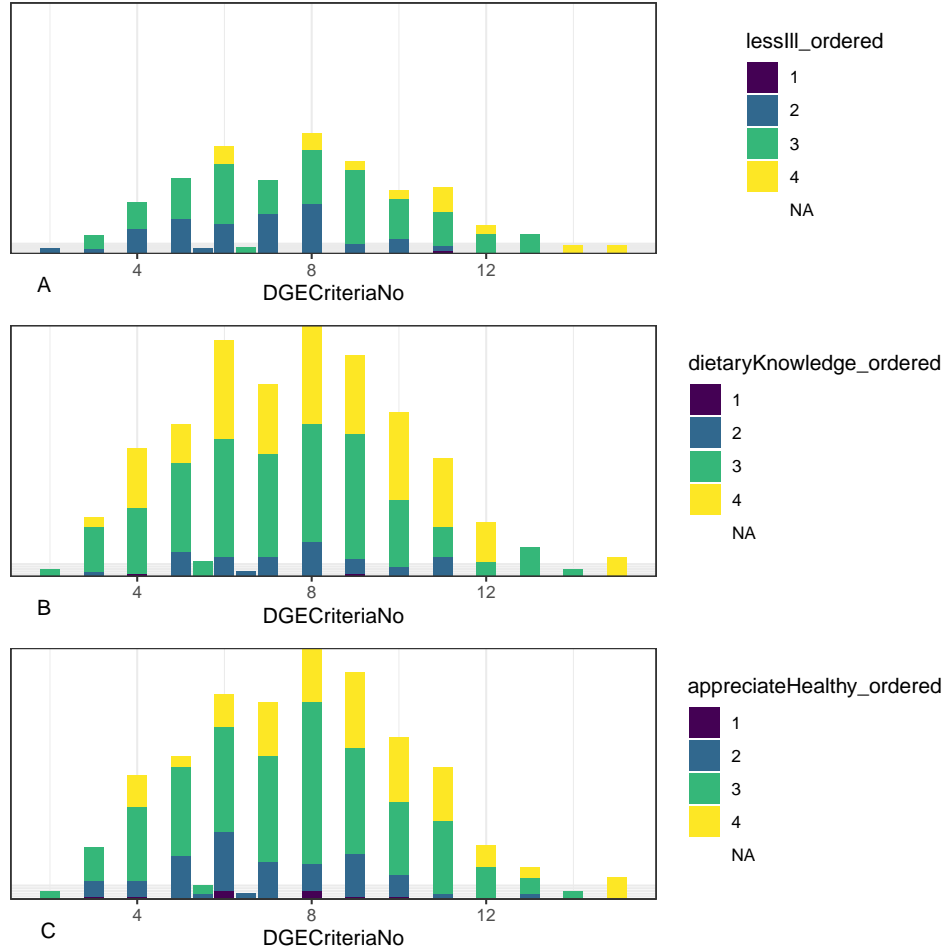 lessIll_ordered
1
2
3
4
NA
4 8 12
A
DGECriteriaNo
dietaryKnowledge_ordered
1
2
3
4
NA
4 8 12
B
DGECriteriaNo
appreciateHealthy_ordered
1
2
3
4
NA
4 8 12
C
DGECriteriaNo